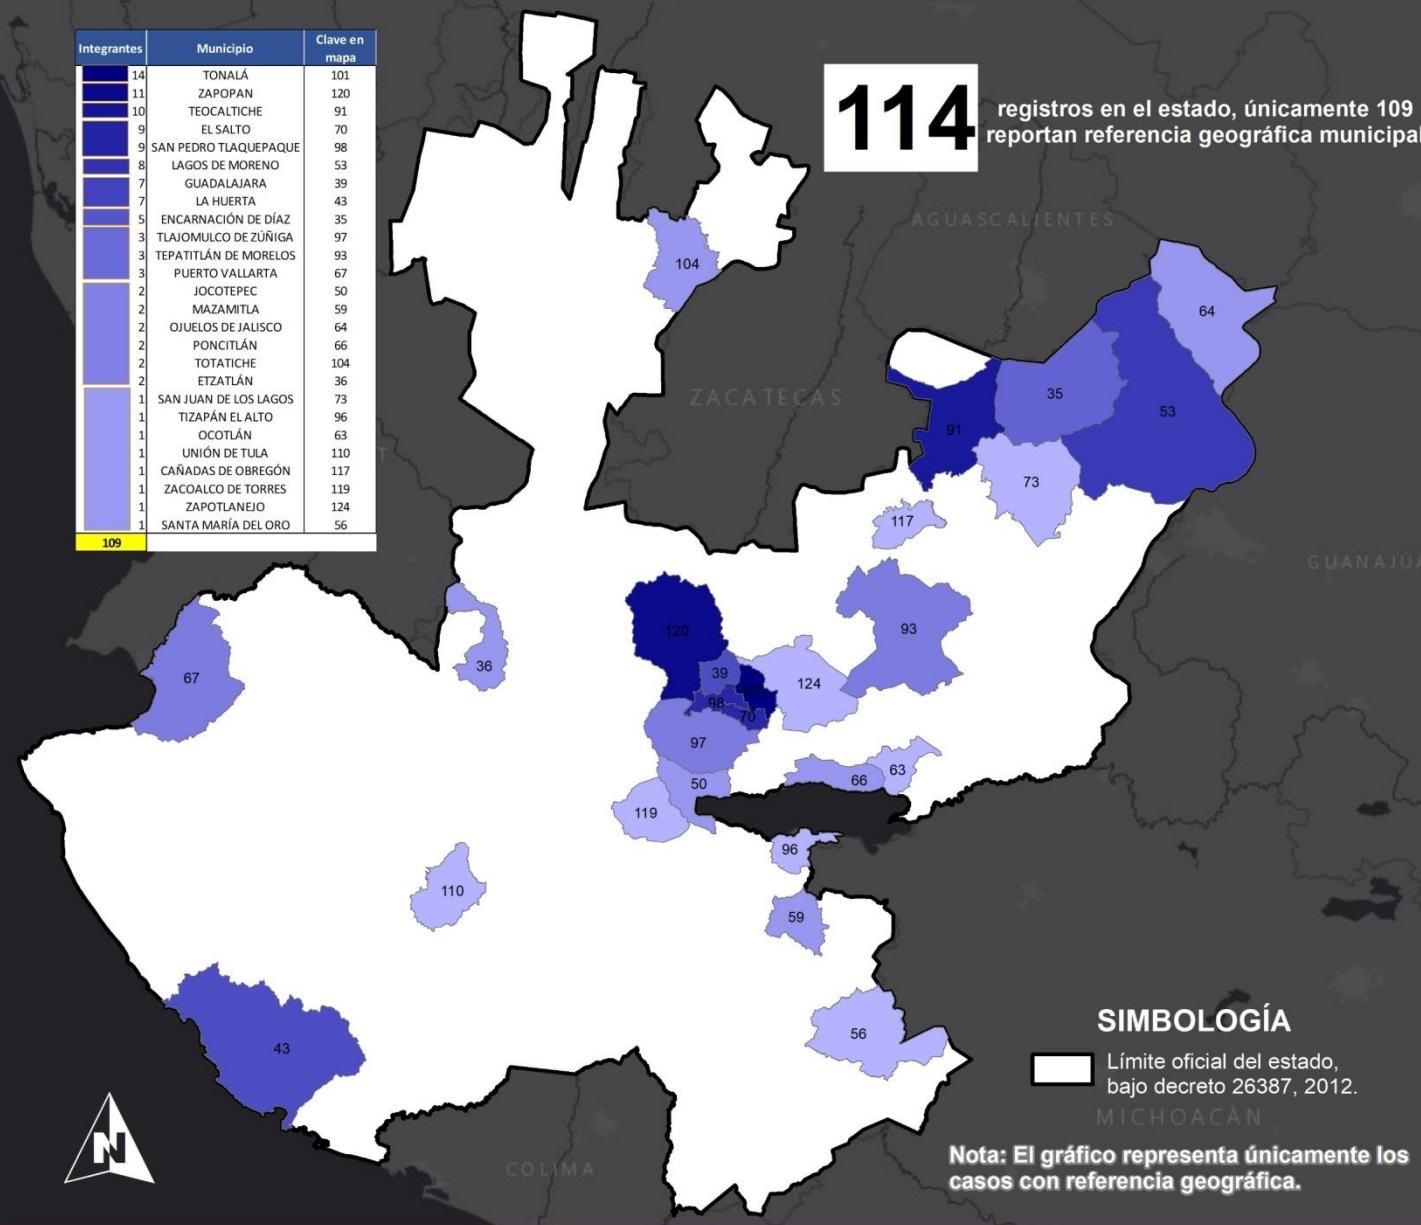 Integrantes Municipio Clave en mapa
14 TONALÁ 101
11 ZAPOPAN 120
10 TEOCALTICHE 91
9 EL SALTO 70
9 SAN PEDRO TLAQUEPAQUE 98
8 LAGOS DE MORENO 53
7 GUADALAJARA 39
7 LA HUERTA 43
5 ENCARNACIÓN DE DÍAZ 35
3 TLAJOMULCO DE ZÚÑIGA 97
3 TEPATITLÁN DE MORELOS 93
3 PUERTO VALLARTA 67
2 JOCOTEPEC 50
2 MAZAMITLA 59
2 OJUELOS DE JALISCO 64
2 PONCITLÁN 66
2 TOTATICHE 104
2 ETZATLÁN 36
1 SAN JUAN DE LOS LAGOS 73
1 TIZAPÁN EL ALTO 96
1 OCOTLÁN 63
1 UNIÓN DE TULA 110
1 CAÑADAS DE OBREGÓN 117
1 ZACOALCO DE TORRES 119
1 ZAPOTLANEJO 124
1 SANTA MARÍA DEL ORO 56
109
114
registros en el estado, únicamente 109
reportan referencia geográfica municipal
AGUASCALIENTES
104
64
ZACATECAS
35
53
91
73
117
T
GUANAJUA
120
93
36
39
67
124
101
98
70
97
63
50
66
119
96
110
59
56
43
SIMBOLOGÍA
Límite oficial del estado,
bajo decreto 26387, 2012.
MICHOACÁN
N
COLIMA
Nota: El gráfico representa únicamente los
casos con referencia geográfica.